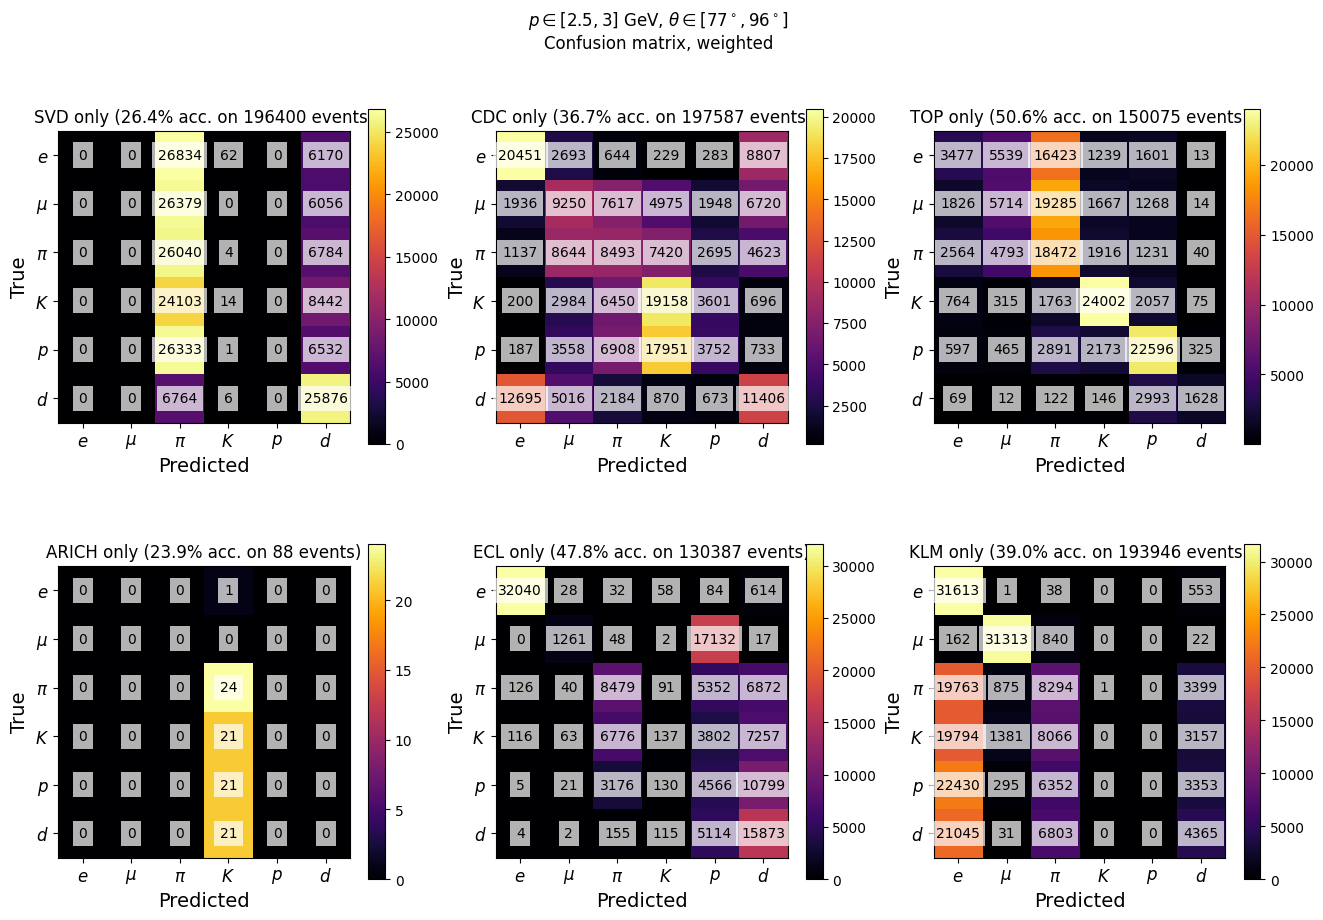 p ∈ [2.5, 3] GeV, θ ∈ [77°, 96°]
Confusion matrix, weighted
SVD only (26.4% acc. on 196400 events
True
e 0 0 26834 62 0 6170
μ 0 0 26379 0 0 6056
π 0 0 26040 4 0 6784
K 0 0 24103 14 0 8442
p 0 0 26333 1 0 6532
d 0 0 6764 6 0 25876
e μ π K p d
Predicted
25000
20000
15000
10000
5000
0
CDC only (36.7% acc. on 197587 events
True
e 20451 2693 644 229 283 8807
μ 1936 9250 7617 4975 1948 6720
π 1137 8644 8493 7420 2695 4623
K 200 2984 6450 19158 3601 696
p 187 3558 6908 17951 3752 733
d 12695 5016 2184 870 673 11406
e μ π K p d
Predicted
20000
17500
15000
12500
10000
7500
5000
2500
TOP only (50.6% acc. on 150075 events
True
e 3477 5539 16423 1239 1601 13
μ 1826 5714 19285 1667 1268 14
π 2564 4793 18472 1916 1231 40
K 764 315 1763 24002 2057 75
p 597 465 2891 2173 22596 325
d 69 12 122 146 2993 1628
e μ π K p d
Predicted
20000
15000
10000
5000
ARICH only (23.9% acc. on 88 events)
True
e 0 0 0 1 0 0
μ 0 0 0 0 0 0
π 0 0 0 24 0 0
K 0 0 0 21 0 0
p 0 0 0 21 0 0
d 0 0 0 21 0 0
e μ π K p d
Predicted
20
15
10
5
0
ECL only (47.8% acc. on 130387 events)
True
e 32040 28 32 58 84 614
μ 0 1261 48 2 17132 17
π 126 40 8479 91 5352 6872
K 116 63 6776 137 3802 7257
p 5 21 3176 130 4566 10799
d 4 2 155 115 5114 15873
e μ π K p d
Predicted
30000
25000
20000
15000
10000
5000
0
KLM only (39.0% acc. on 193946 events
True
e 31613 1 38 0 0 553
μ 162 31313 840 0 0 22
π 19763 875 8294 1 0 3399
K 19794 1381 8066 0 0 3157
p 22430 295 6352 0 0 3353
d 21045 31 6803 0 0 4365
e μ π K p d
Predicted
30000
25000
20000
15000
10000
5000
0